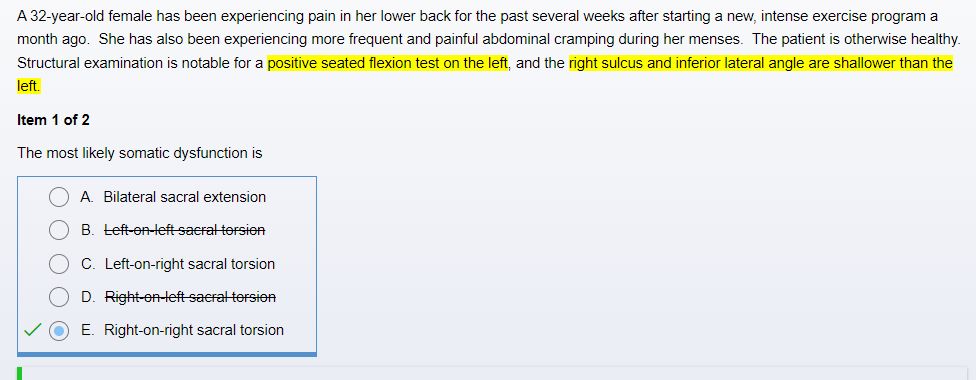 A 32-year-old female has been experiencing pain in her lower back for the past several weeks after starting a new, intense exercise program a
month ago.  She has also been experiencing more frequent and painful abdominal cramping during her menses.  The patient is otherwise healthy.
Structural examination is notable for a positive seated flexion test on the left, and the right sulcus and inferior lateral angle are shallower than the
left.
Item 1 of 2
The most likely somatic dysfunction is
A. Bilateral sacral extension
B. Left-on-left sacral torsion
C. Left-on-right sacral torsion
D. Right-on-left sacral torsion
E. Right-on-right sacral torsion